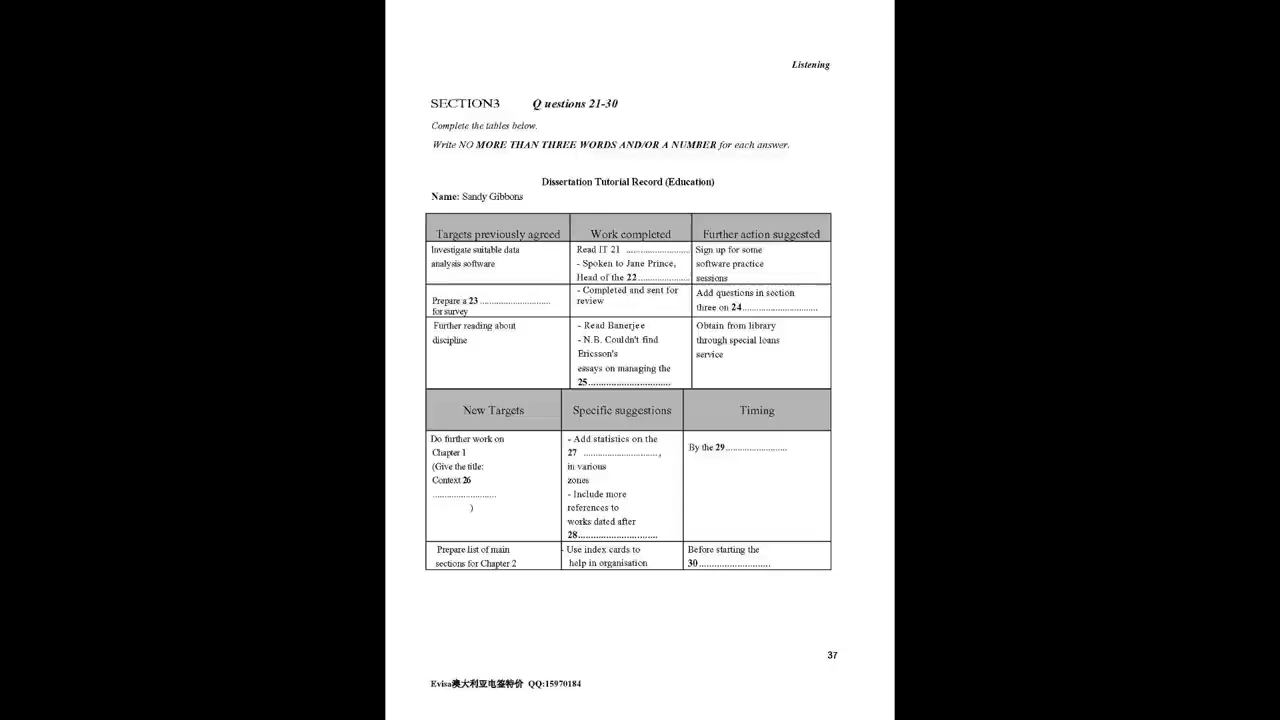 Listening
SECTION3 Q uestions 21-30
Complete the tables below.
Write NO MORE THAN THREE WORDS AND/OR A NUMBER for each answer.
Dissertation Tutorial Record (Education)
Name: Sandy Gibbons
Targets previously agreed
Work completed
Further action suggested
Investigate suitable data
analysis software
Read IT 21 ..........................
- Spoken to Jane Prince,
Head of the 22.....................
Sign up for some
software practice
sessions
Prepare a 23 .............................
for survey
- Completed and sent for
review
Add questions in section
three on 24..............................
Further reading about
discipline
- Read Banerjee
- N.B. Couldn't find
Ericsson's
essays on managing the
25.................................
Obtain from library
through special loans
service
New Targets
Specific suggestions
Timing
Do further work on
Chapter 1
(Give the title:
Context 26
..........................
)
- Add statistics on the
27 ..............................,
in various
zones
- Include more
references to
works dated after
28................................
By the 29.........................
Prepare list of main
sections for Chapter 2
- Use index cards to
help in organisation
Before starting the
30.............................
37
Evisa澳大利亚电签特价 QQ:15970184